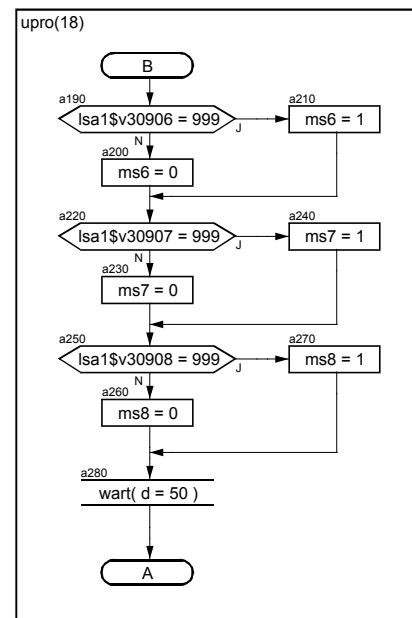 upro(18)
B
a190
lsa1$v30906 = 999
J
N
a210
ms6 = 1
a200
ms6 = 0
a220
lsa1$v30907 = 999
J
N
a240
ms7 = 1
a230
ms7 = 0
a250
lsa1$v30908 = 999
J
N
a270
ms8 = 1
a260
ms8 = 0
a280
wart( d = 50 )
A